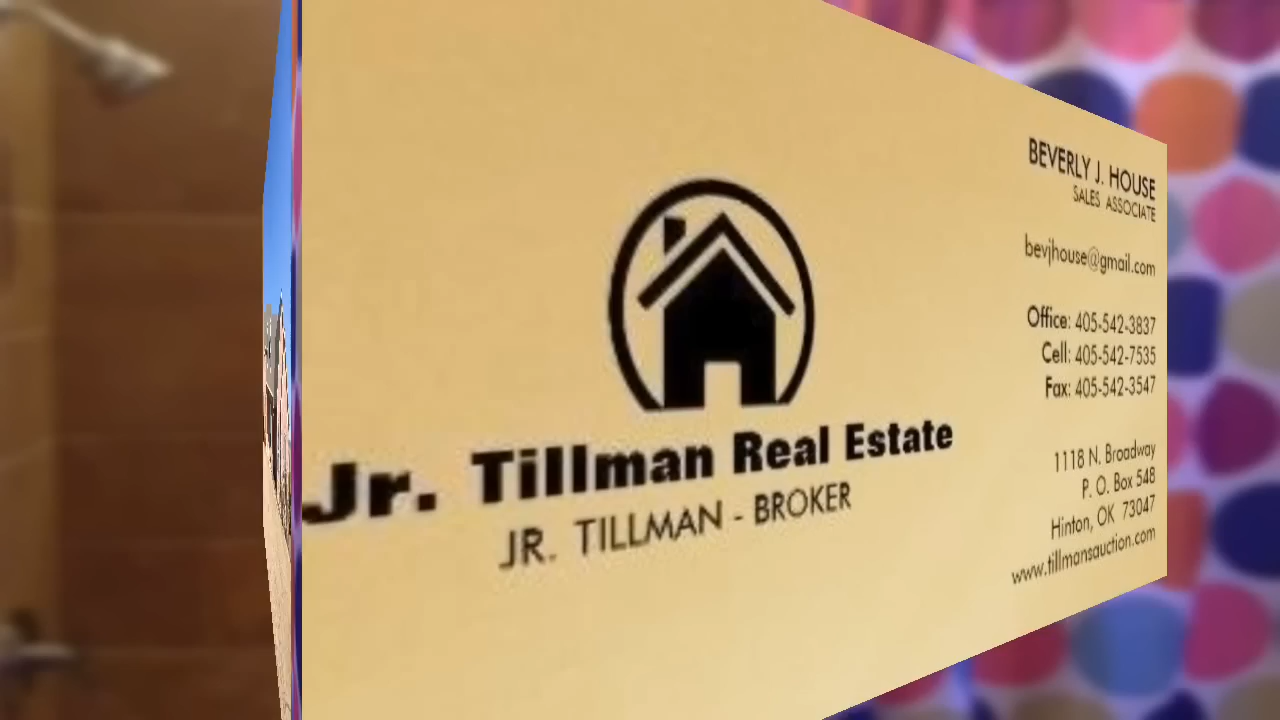 Jr. Tillman Real Estate
JR. TILLMAN - BROKER
BEVERLY J. HOUSE
SALES ASSOCIATE
bevjhouse@gmail.com
Office: 405-542-3837
Cell: 405-542-7535
Fax: 405-542-3547
1118 N. Broadway
P. O. Box 548
Hinton, OK 73047
www.tillmansauction.com